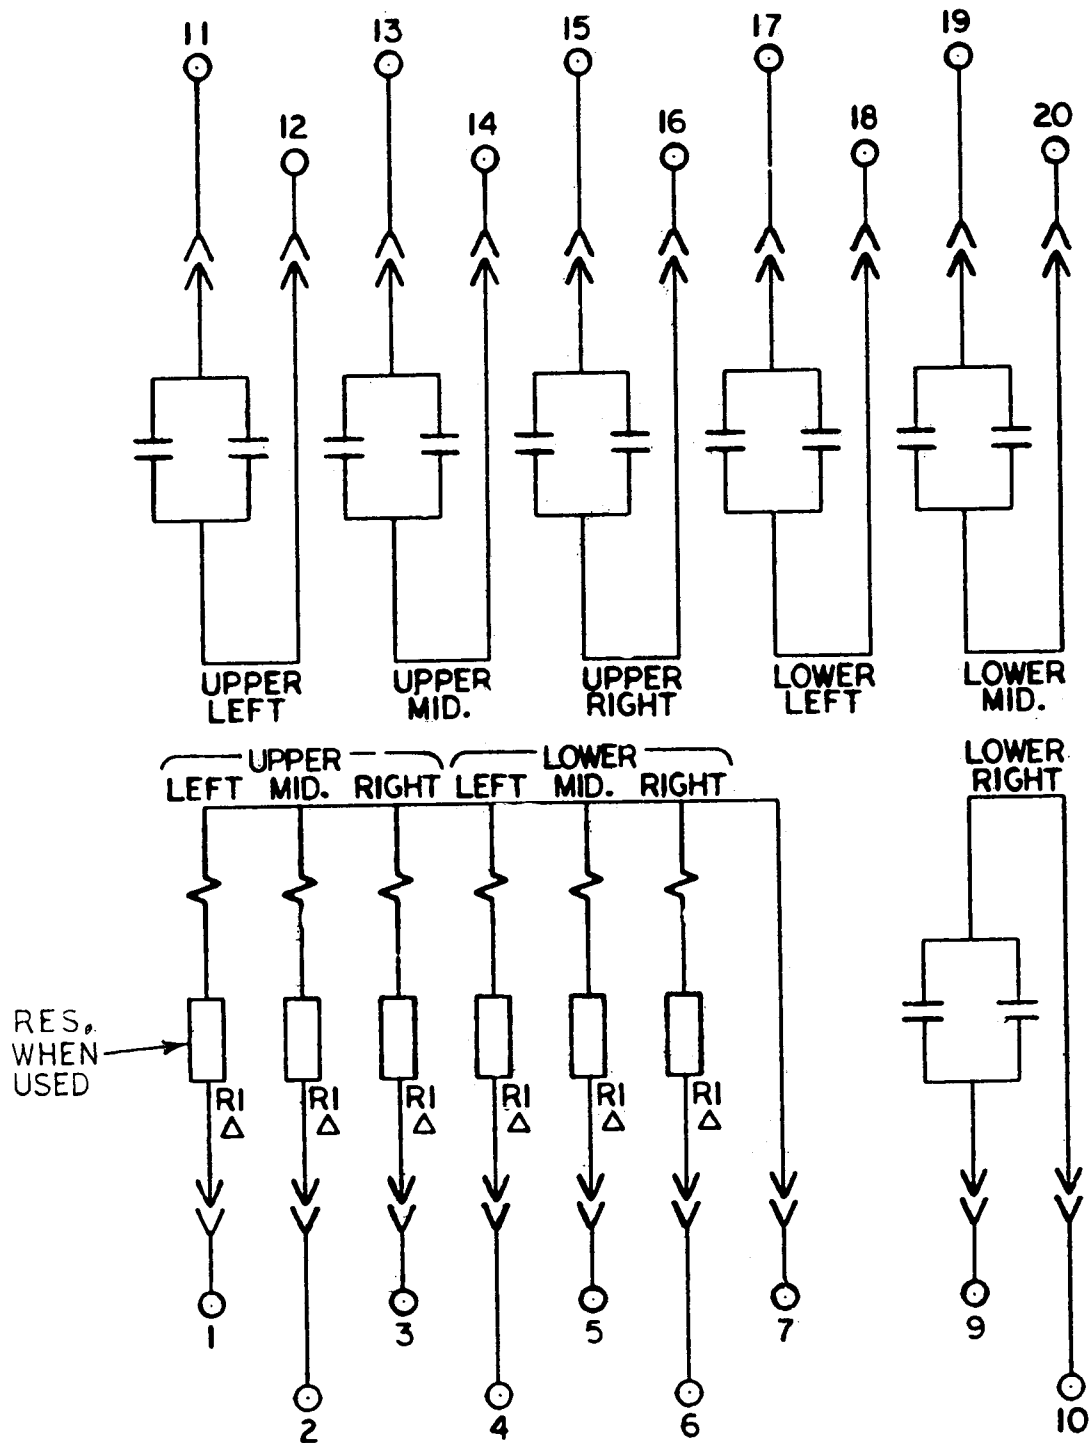 11
13
15
17
19
12
14
16
18
20
UPPER LEFT
UPPER MID.
UPPER RIGHT
LOWER LEFT
LOWER MID.
UPPER
LOWER
LEFT MID. RIGHT LEFT MID. RIGHT
LOWER RIGHT
RES.
WHEN
USED
R1 R1 R1 R1 R1 R1
△ △ △ △ △ △
1
3
5
7
9
2
4
6
10